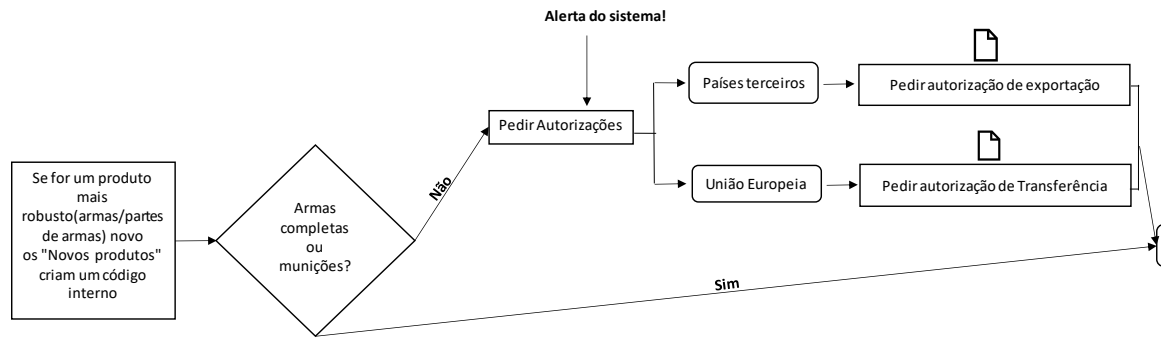 Alerta do sistema!
Países terceiros
Pedir autorização de exportação
Pedir Autorizações
União Europeia
Pedir autorização de Transferência
Não
Se for um produto
mais
robusto(armas/partes
de armas) novo
os "Novos produtos"
criam um código
interno
Armas
completas
ou
munições?
Sim